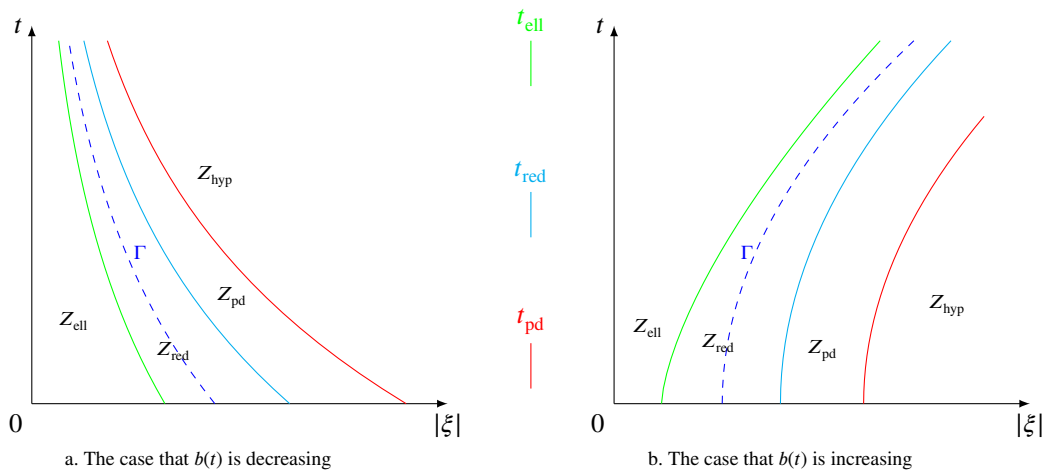 t
Z_hyp
Γ
Z_pd
Z_ell
Z_red
0
|ξ|
a. The case that b(t) is decreasing
t_ell
t_red
t_pd
t
Γ
Z_hyp
Z_ell
Z_red
Z_pd
0
|ξ|
b. The case that b(t) is increasing